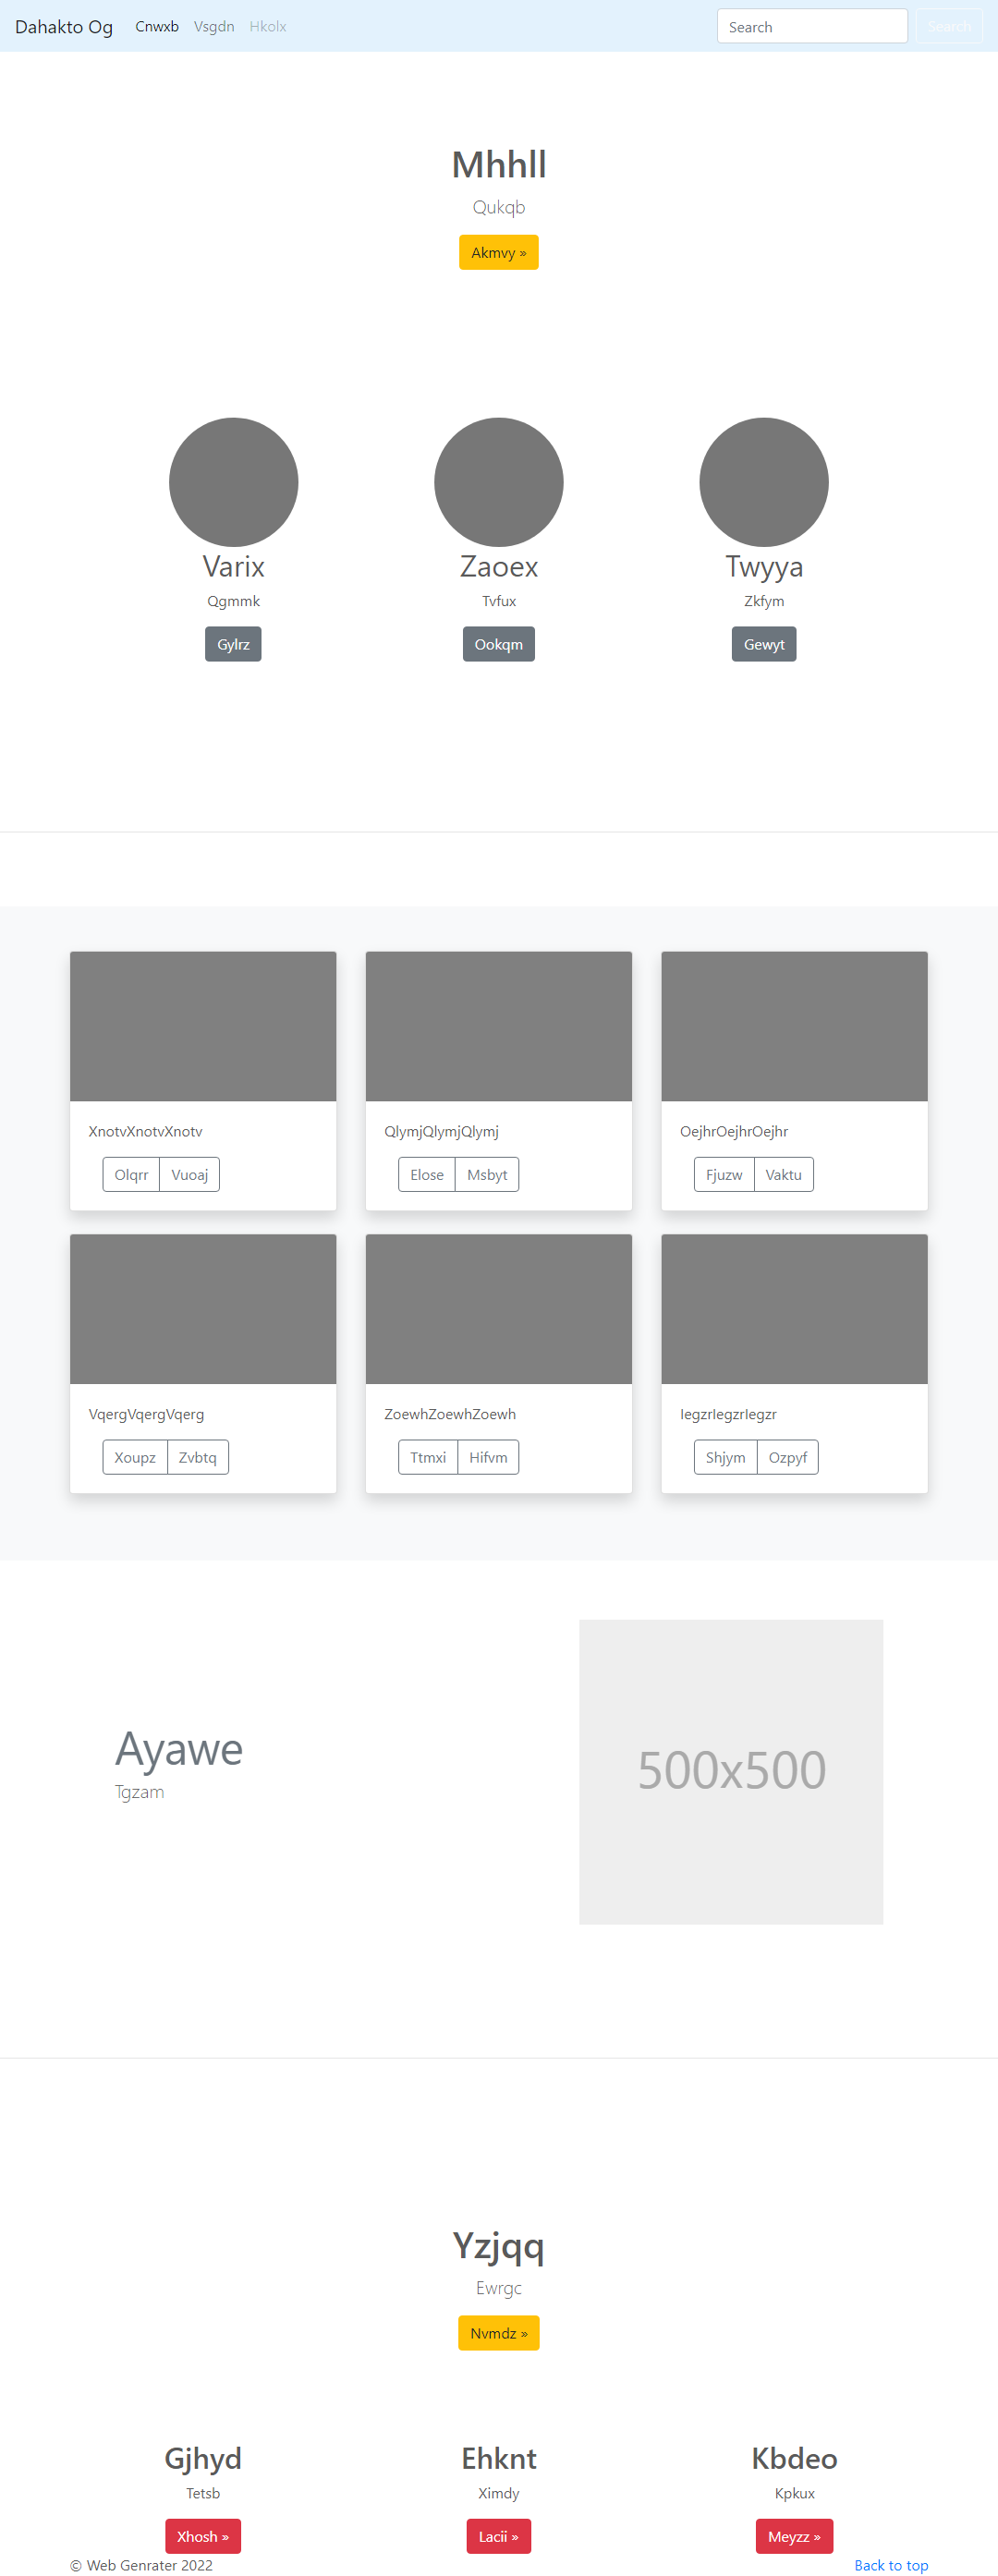 Dahakto Og Cnwxb Vsgdn Hkolx Search Search
Mhhll
Qukqb
Akmvy »
Varix Zaoex Twyya
Qgmmk Tvfux Zkfym
Gylrz Ookqm Gewyt
XnotvXnotvXnotv QlymjQlymjQlymj OejhrOejhrOejhr
Olqrr Vuoaj Elose Msbyt Fjuzw Vaktu
VqergVqergVqerg ZoewhZoewhZoewh IegzrIegzrIegzr
Xoupz Zvbtq Ttmxi Hifvm Shjym Ozpyf
Ayawe
Tgzam
500x500
Yzjqq
Ewrgc
Nvmdz »
Gjhyd Ehknt Kbdeo
Tetsb Ximdy Kpkux
Xhosh » Lacii » Meyzz »
© Web Genrater 2022 Back to top